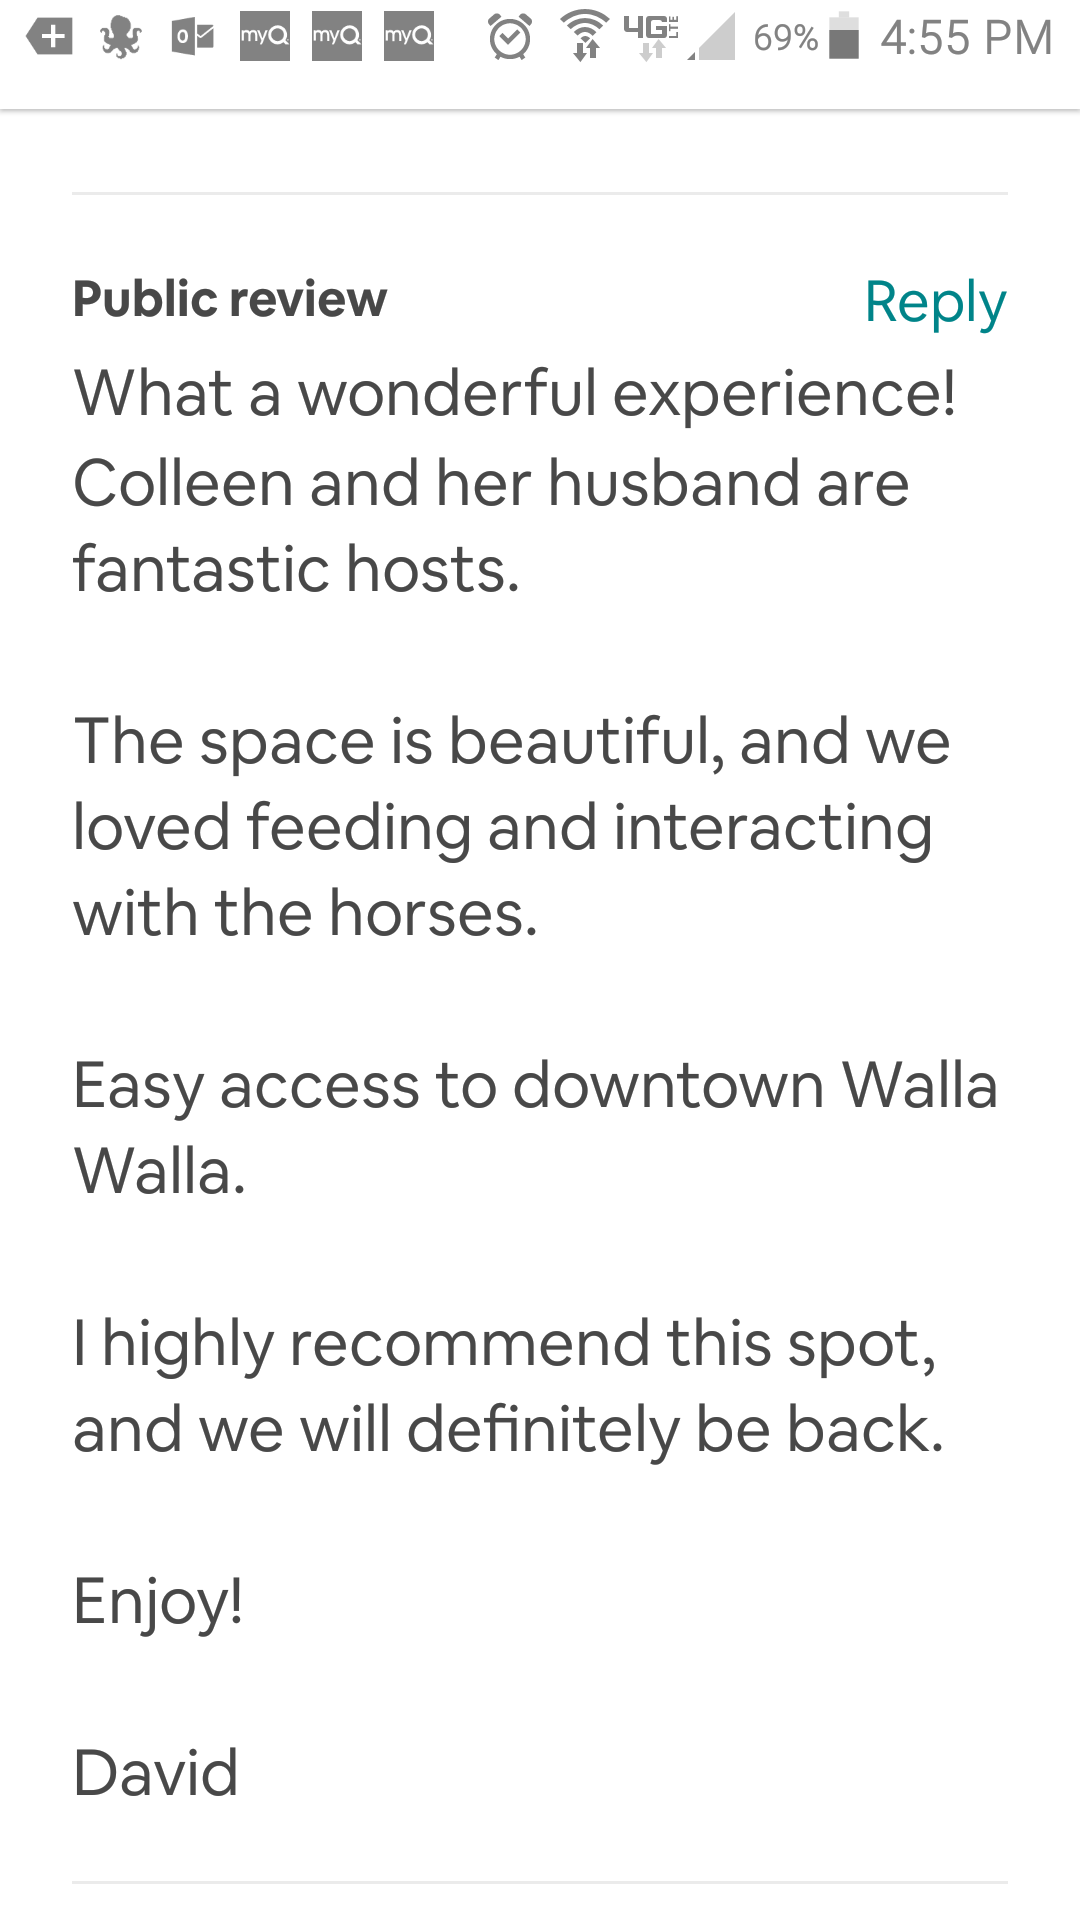 myQ myQ myQ 4G LTE 69% 4:55 PM
Public review Reply
What a wonderful experience!
Colleen and her husband are
fantastic hosts.
The space is beautiful, and we
loved feeding and interacting
with the horses.
Easy access to downtown Walla
Walla.
I highly recommend this spot,
and we will definitely be back.
Enjoy!
David